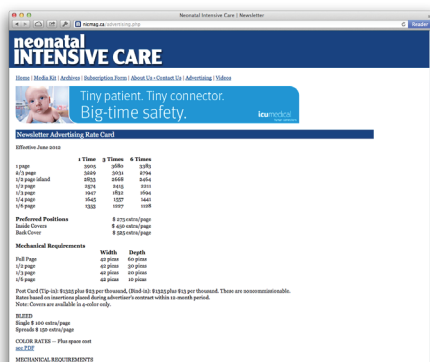 Neonatal Intensive Care | Newsletter
nicmag.ca/advertising.php
Reader
neonatal
INTENSIVE CARE
Home | Media Kit | Archives | Subscription Form | About Us - Contact Us | Advertising | Videos
Tiny patient. Tiny connector.
Big-time safety.
icumedical
Newsletter Advertising Rate Card
Effective June 2012
1 Time 3 Times 6 Times
1 page 3905 3680 3383
2/3 page 3209 3031 2794
1/2 page island 2835 2668 2464
1/2 page 2574 2415 2211
1/3 page 1947 1832 1694
1/4 page 1645 1557 1441
1/6 page 1353 1227 1128
Preferred Positions $ 275 extra/page
Inside Covers $ 450 extra/page
Back Cover $ 525 extra/page
Mechanical Requirements
Width Depth
Full Page 42 picas 60 picas
1/2 page 42 picas 30 picas
1/3 page 42 picas 20 picas
1/6 page 42 picas 10 picas
Post Card (Tip-in): $1325 plus $23 per thousand, (Bind-in): $1325 plus $23 per thousand. These are noncommissionable.
Rates based on insertions placed during advertiser's contract within 12-month period.
Note: Covers are available in 4-color only.
BLEED
Single $ 100 extra/page
Spreads $ 150 extra/page
COLOR RATES -- Plus space cost
see PDF
MECHANICAL REQUIREMENTS